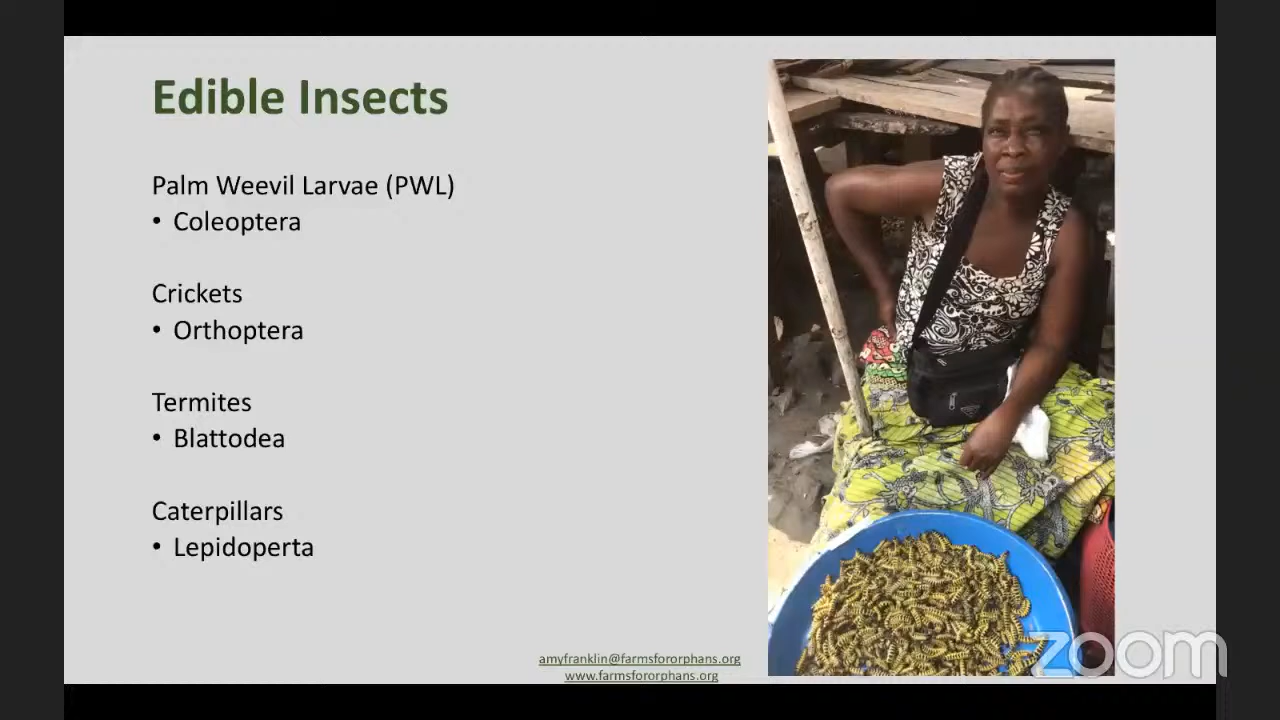 Edible Insects
Palm Weevil Larvae (PWL)
• Coleoptera
Crickets
• Orthoptera
Termites
• Blattodea
Caterpillars
• Lepidoperta
amyfranklin@farmsfororphans.org
www.farmsfororphans.org
zoom